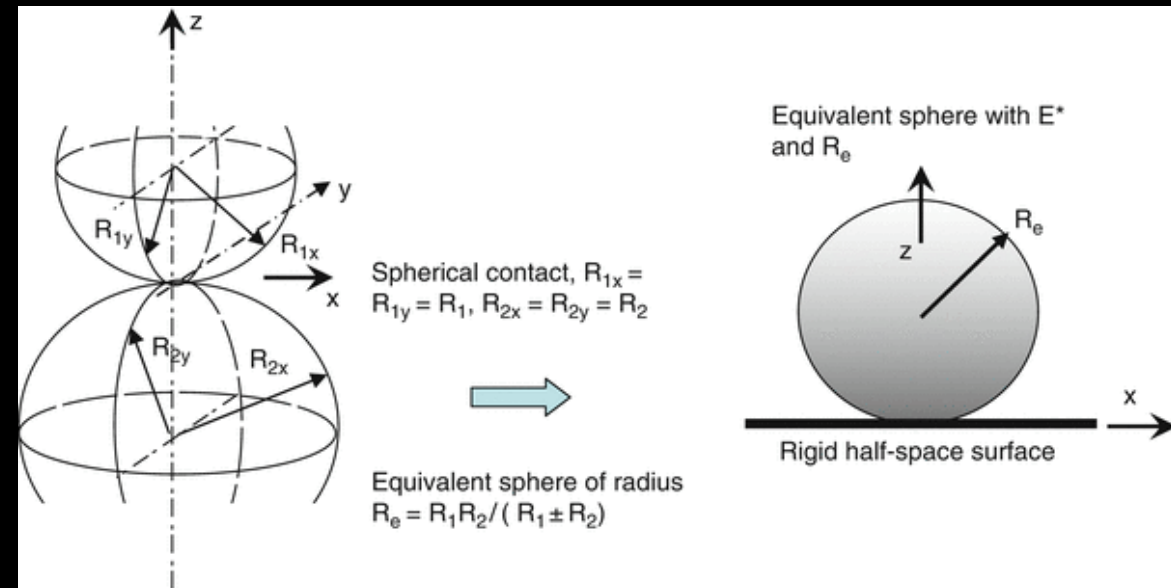 z
y
R1y
R1x
x
Spherical contact, R1x =
R1y = R1, R2x = R2y = R2
R2y
R2x
Equivalent sphere of radius
Re = R1R2/( R1 ± R2)
Equivalent sphere with E*
and Re
Re
z
x
Rigid half-space surface